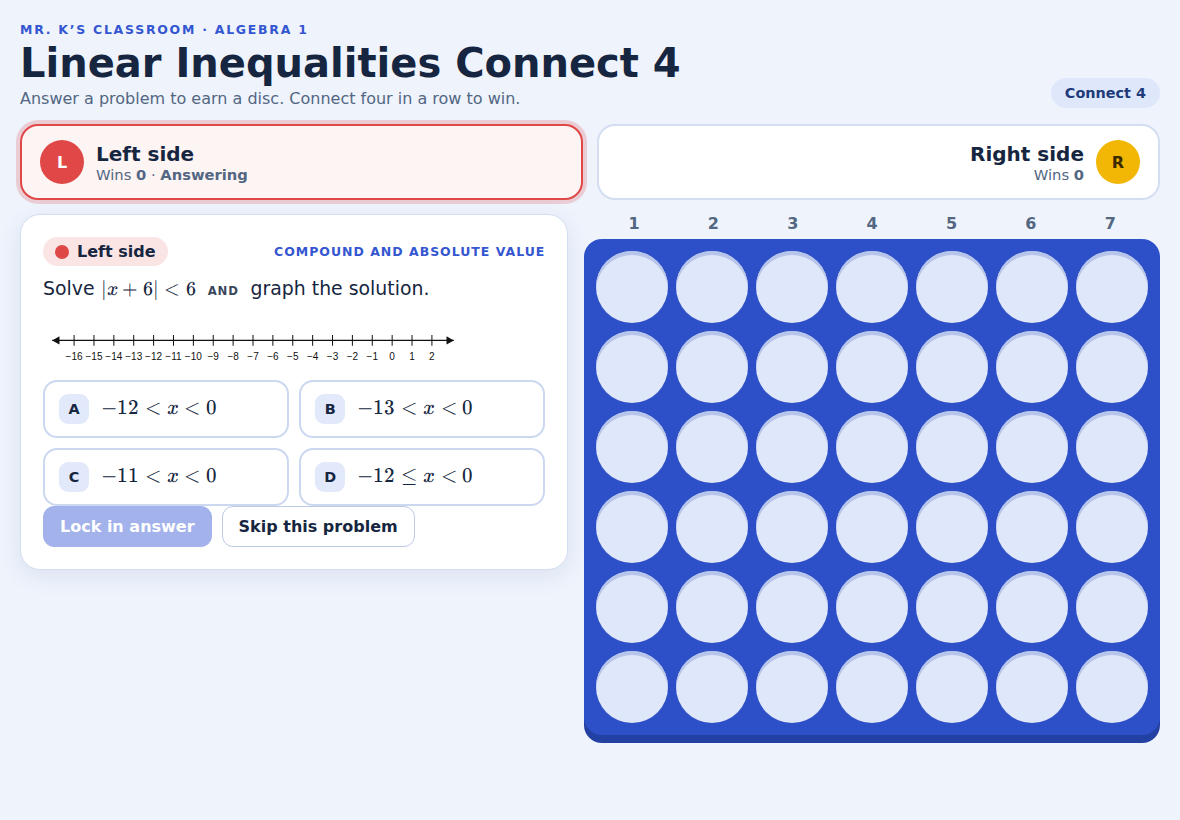 MR. K’S CLASSROOM · ALGEBRA 1
Linear Inequalities Connect 4
Answer a problem to earn a disc. Connect four in a row to win.
Connect 4
L
Left side
Wins 0 · Answering
Right side
Wins 0
R
Left side
COMPOUND AND ABSOLUTE VALUE
Solve |x + 6| < 6 AND graph the solution.
−16 −15 −14 −13 −12 −11 −10 −9 −8 −7 −6 −5 −4 −3 −2 −1 0 1 2
A −12 < x < 0
B −13 < x < 0
C −11 < x < 0
D −12 ≤ x < 0
Lock in answer
Skip this problem
1 2 3 4 5 6 7